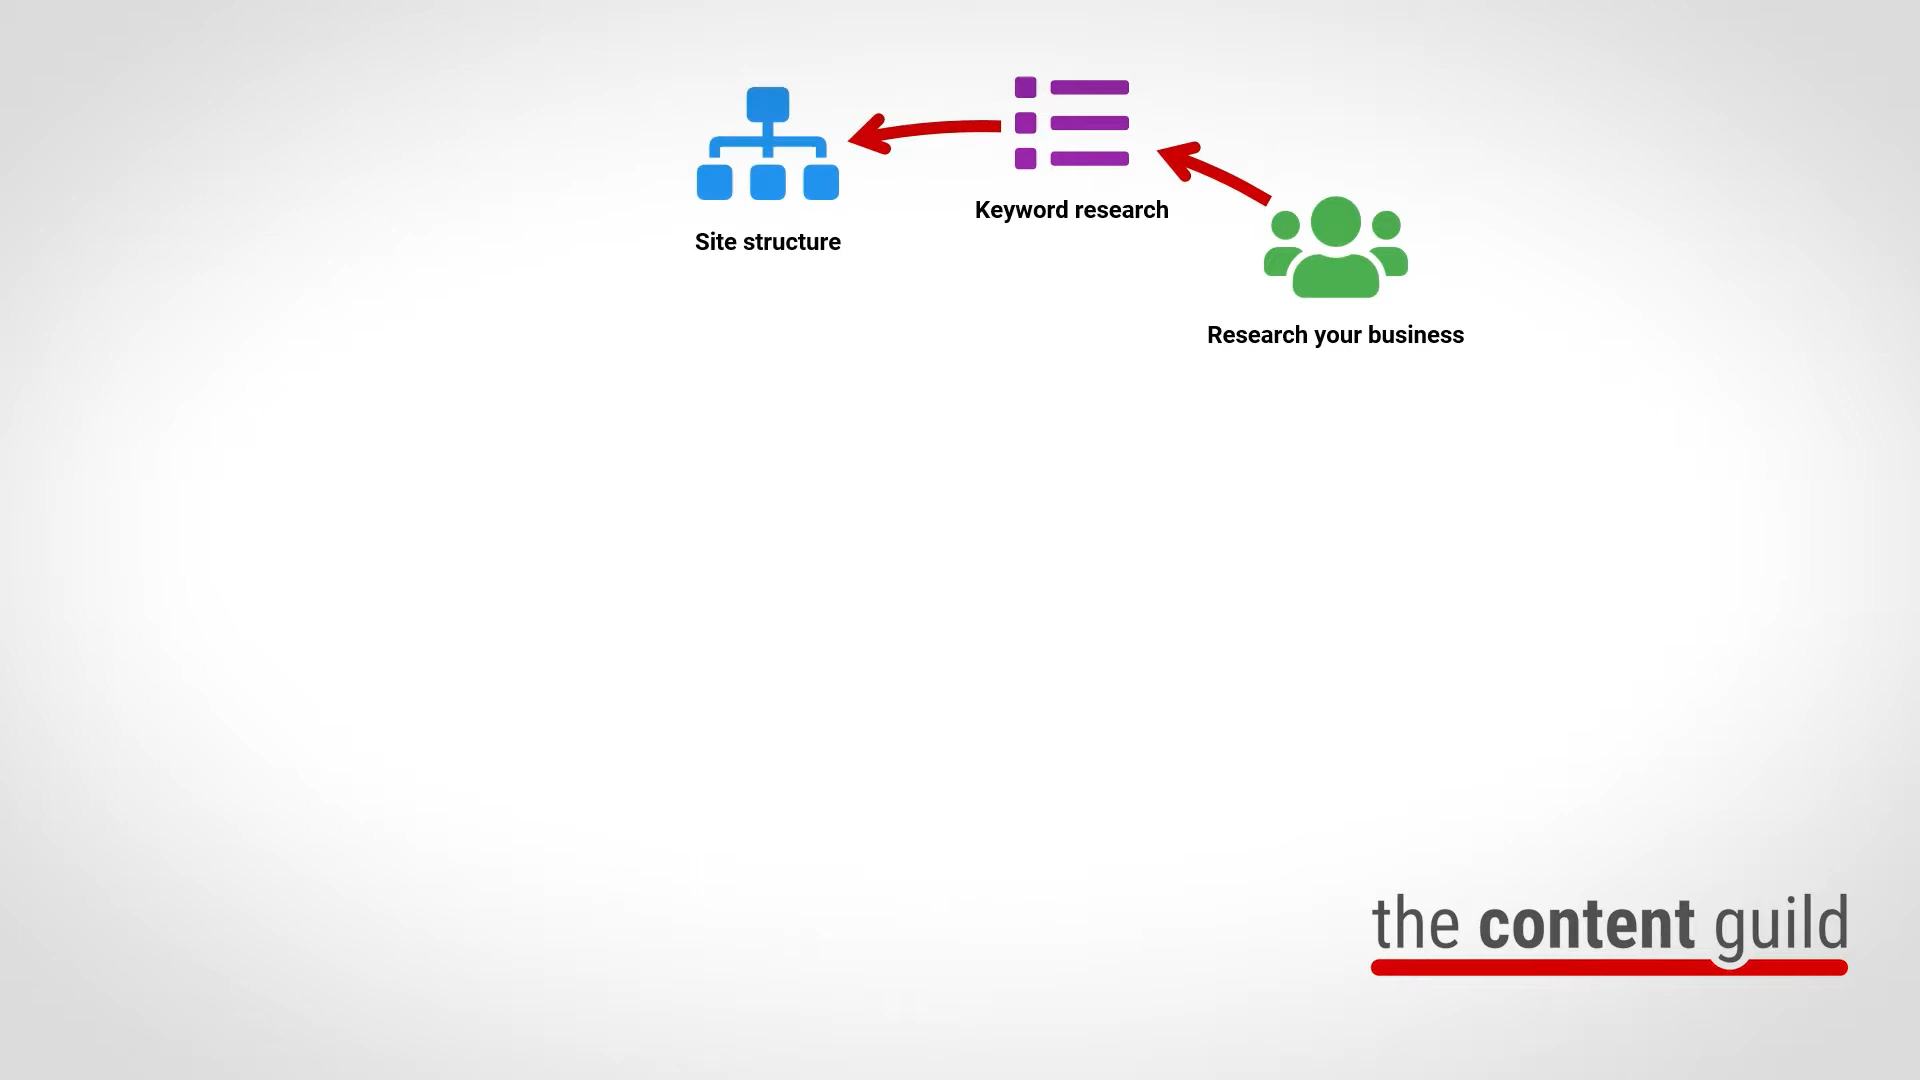 Keyword research
Site structure
Research your business
the content guild